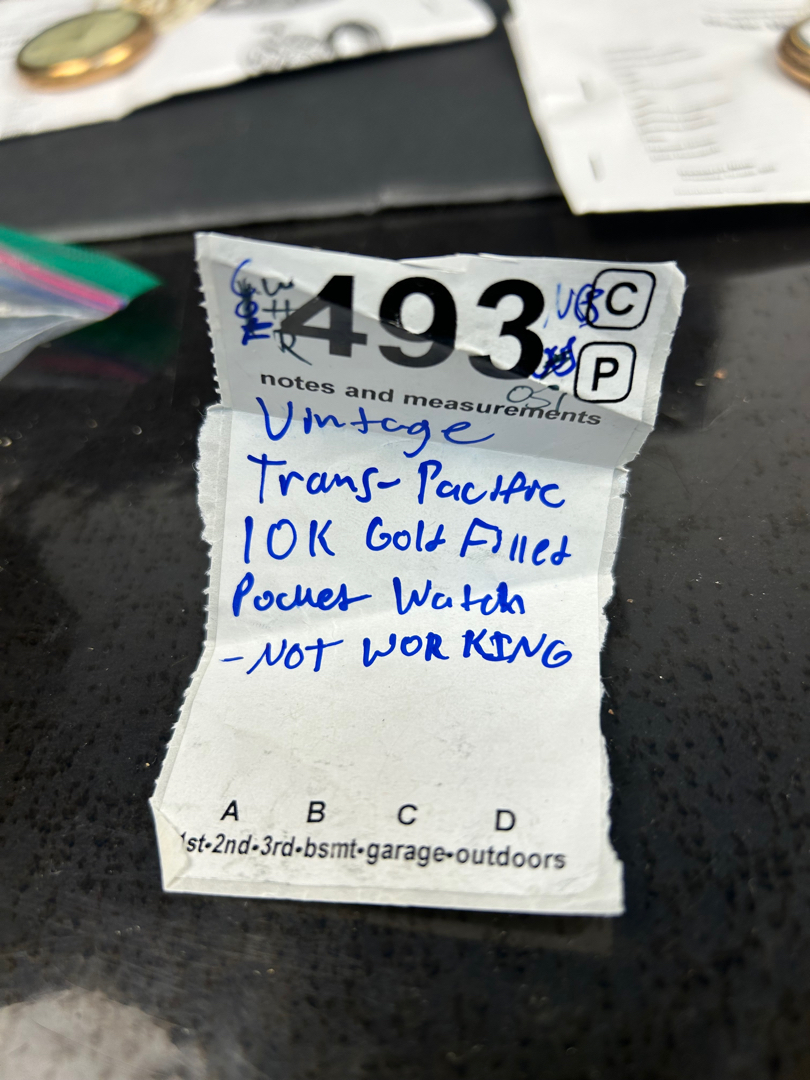 493
C
P
notes and measurements
Vintage
Trans-Pacific
10K Gold Filled
Pocket Watch
-NOT WORKING
A B C D
1st•2nd•3rd•bsmt•garage•outdoors